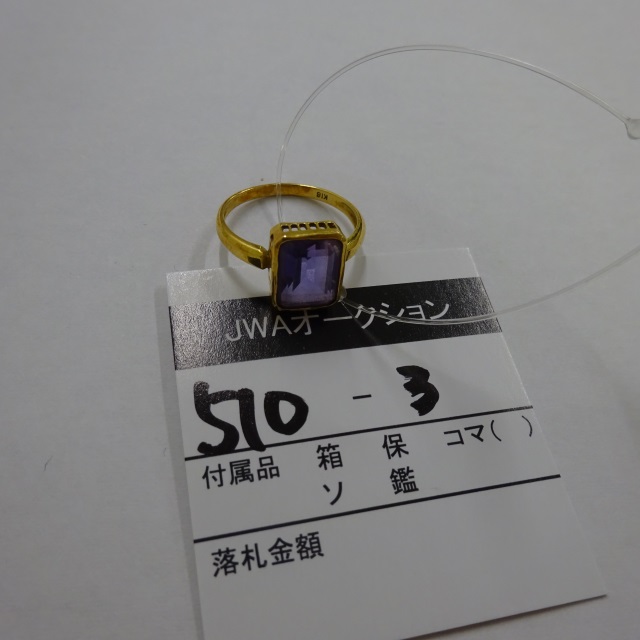 K18
JWAオークション
510 - 3
付属品 箱 保 コマ( )
ソ 鑑
落札金額